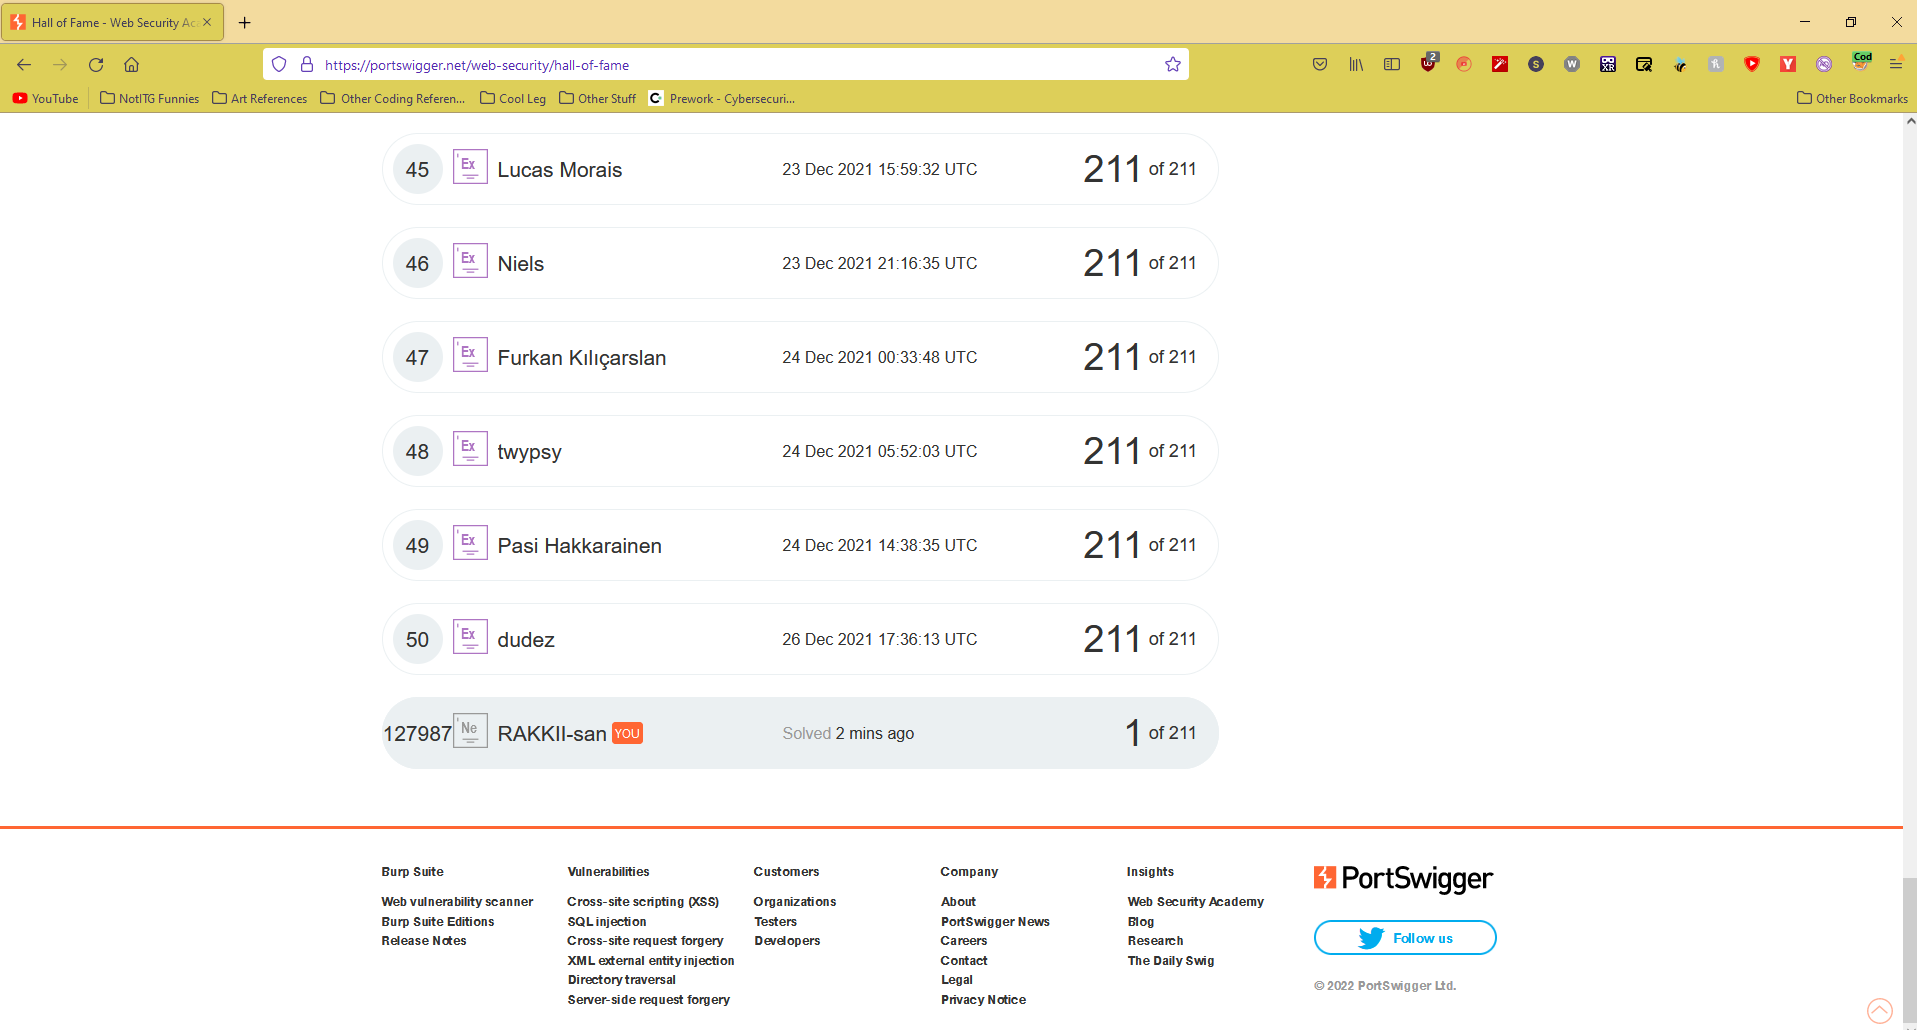 Hall of Fame - Web Security Ac
https://portswigger.net/web-security/hall-of-fame
2
S
W
XR
Y
Cod
YouTube
NotITG Funnies
Art References
Other Coding Referen...
Cool Leg
Other Stuff
C
Prework - Cybersecuri...
Other Bookmarks
45 Ex Lucas Morais 23 Dec 2021 15:59:32 UTC 211 of 211
46 Ex Niels 23 Dec 2021 21:16:35 UTC 211 of 211
47 Ex Furkan Kılıçarslan 24 Dec 2021 00:33:48 UTC 211 of 211
48 Ex twypsy 24 Dec 2021 05:52:03 UTC 211 of 211
49 Ex Pasi Hakkarainen 24 Dec 2021 14:38:35 UTC 211 of 211
50 Ex dudez 26 Dec 2021 17:36:13 UTC 211 of 211
127987 Ne RAKKII-san YOU Solved 2 mins ago 1 of 211
Burp Suite
Web vulnerability scanner
Burp Suite Editions
Release Notes
Vulnerabilities
Cross-site scripting (XSS)
SQL injection
Cross-site request forgery
XML external entity injection
Directory traversal
Server-side request forgery
Customers
Organizations
Testers
Developers
Company
About
PortSwigger News
Careers
Contact
Legal
Privacy Notice
Insights
Web Security Academy
Blog
Research
The Daily Swig
PortSwigger
Follow us
© 2022 PortSwigger Ltd.